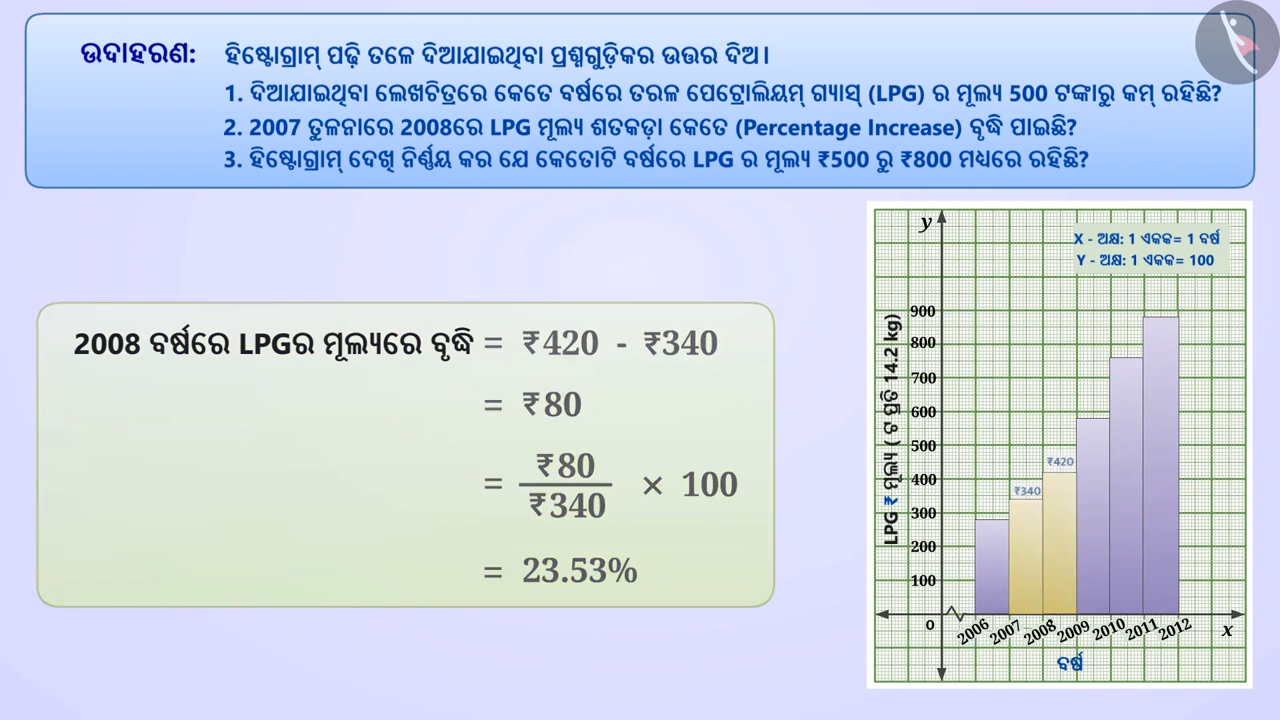 ଉଦାହରଣ: ହିଷ୍ଟୋଗ୍ରାମ୍ ପଢ଼ି ତଳେ ଦିଆଯାଇଥିବା ପ୍ରଶ୍ନଗୁଡ଼ିକର ଉତ୍ତର ଦିଅ।
1. ଦିଆଯାଇଥିବା ଲେଖଚିତ୍ରରେ କେତେ ବର୍ଷରେ ତରଳ ପେଟ୍ରୋଲିୟମ୍ ଗ୍ୟାସ୍ (LPG) ର ମୂଲ୍ୟ 500 ଟଙ୍କାରୁ କମ୍ ରହିଛି?
2. 2007 ତୁଳନାରେ 2008ରେ LPG ମୂଲ୍ୟ ଶତକଡ଼ା କେତେ (Percentage Increase) ବୃଦ୍ଧି ପାଇଛି?
3. ହିଷ୍ଟୋଗ୍ରାମ୍ ଦେଖି ନିର୍ଣ୍ଣୟ କର ଯେ କେତୋଟି ବର୍ଷରେ LPG ର ମୂଲ୍ୟ ₹500 ରୁ ₹800 ମଧ୍ୟରେ ରହିଛି?
2008 ବର୍ଷରେ LPGର ମୂଲ୍ୟରେ ବୃଦ୍ଧି = ₹420 - ₹340
= ₹80
= ₹80 / ₹340 × 100
= 23.53%
y
X - ଅକ୍ଷ: 1 ଏକକ= 1 ବର୍ଷ
Y - ଅକ୍ଷ: 1 ଏକକ= 100
LPG ₹ ମୂଲ୍ୟ ( ଟ ପ୍ରତି 14.2 kg)
900
800
700
600
500
400
300
200
100
₹420
₹340
o
2006 2007 2008 2009 2010 2011 2012
x
ବର୍ଷ